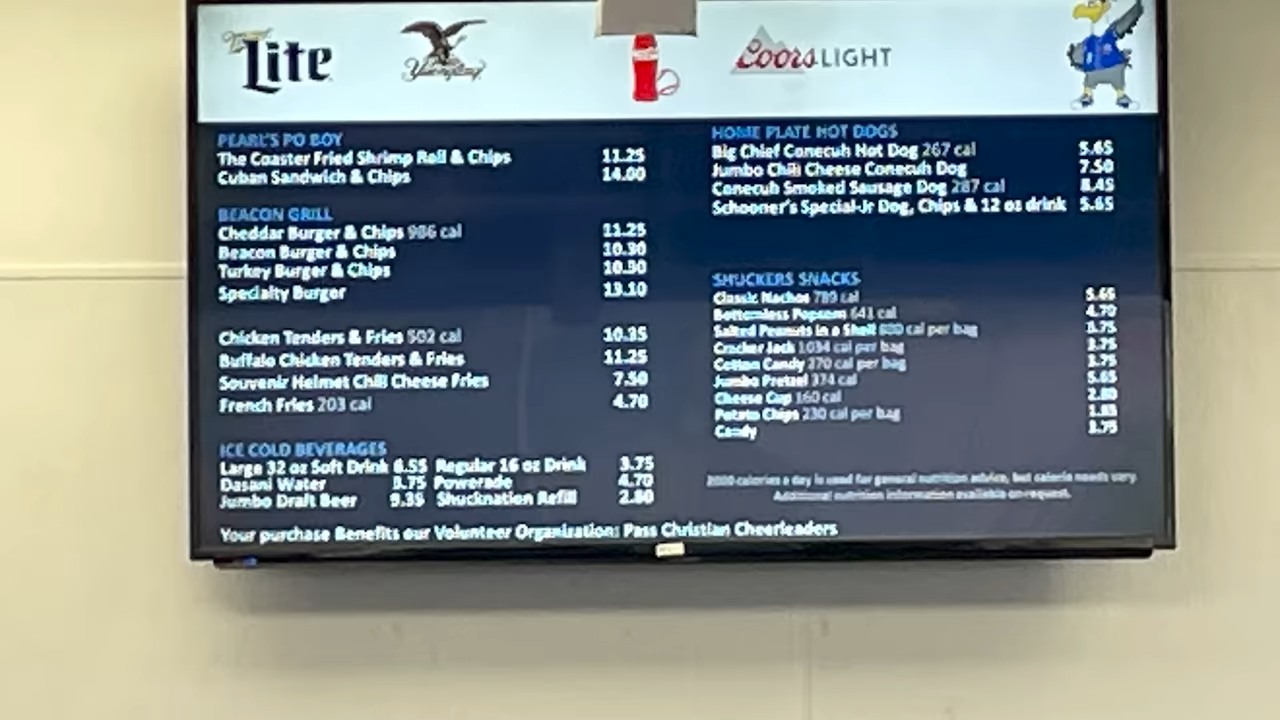 Lite
Yuengling
Coors LIGHT
PEARL'S PO BOY
The Coaster Fried Shrimp Roll & Chips 11.25
Cuban Sandwich & Chips 14.00
BEACON GRILL
Cheddar Burger & Chips 986 cal 11.25
Beacon Burger & Chips 10.30
Turkey Burger & Chips 10.30
Specialty Burger 13.10
Chicken Tenders & Fries 502 cal 10.35
Buffalo Chicken Tenders & Fries 11.25
Souvenir Helmet Chili Cheese Fries 7.50
French Fries 203 cal 4.70
ICE COLD BEVERAGES
Large 32 oz Soft Drink 6.55 Regular 16 oz Drink 3.75
Dasani Water 3.75 Powerade 4.70
Jumbo Draft Beer 9.35 Shucknation Refill 2.80
Your purchase Benefits our Volunteer Organization: Pass Christian Cheerleaders
HOME PLATE HOT DOGS
Big Chief Conecuh Hot Dog 267 cal 5.65
Jumbo Chili Cheese Conecuh Dog 7.50
Conecuh Smoked Sausage Dog 287 cal 8.45
Schooner's Special-Jr Dog, Chips & 12 oz drink 5.65
SHUCKERS SNACKS
Classic Nachos 789 cal 5.65
Bottomless Popcorn 641 cal 4.70
Salted Peanuts in a Shell cal per bag 3.75
Cracker Jack 1034 cal per bag 3.75
Cotton Candy 270 cal per bag 3.75
Jumbo Pretzel 374 cal 5.65
Cheese Cup 160 cal 2.80
Potato Chips 230 cal per bag
Candy 3.75
2000 calories a day is used for general nutrition advice, but calorie needs vary.
Additional nutrition information available on request.